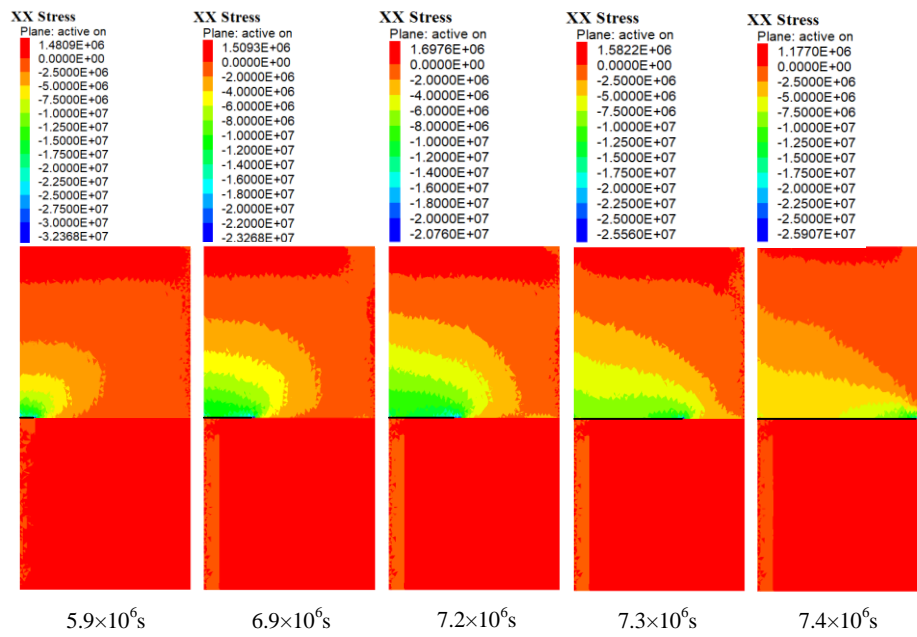 XX Stress
Plane: active on
1.4809E+06
0.0000E+00
-2.5000E+06
-5.0000E+06
-7.5000E+06
-1.0000E+07
-1.2500E+07
-1.5000E+07
-1.7500E+07
-2.0000E+07
-2.2500E+07
-2.5000E+07
-2.7500E+07
-3.0000E+07
-3.2368E+07
XX Stress
Plane: active on
1.5093E+06
0.0000E+00
-2.0000E+06
-4.0000E+06
-6.0000E+06
-8.0000E+06
-1.0000E+07
-1.2000E+07
-1.4000E+07
-1.6000E+07
-1.8000E+07
-2.0000E+07
-2.2000E+07
-2.3268E+07
XX Stress
Plane: active on
1.6976E+06
0.0000E+00
-2.0000E+06
-4.0000E+06
-6.0000E+06
-8.0000E+06
-1.0000E+07
-1.2000E+07
-1.4000E+07
-1.6000E+07
-1.8000E+07
-2.0000E+07
-2.0760E+07
XX Stress
Plane: active on
1.5822E+06
0.0000E+00
-2.5000E+06
-5.0000E+06
-7.5000E+06
-1.0000E+07
-1.2500E+07
-1.5000E+07
-1.7500E+07
-2.0000E+07
-2.2500E+07
-2.5000E+07
-2.5560E+07
XX Stress
Plane: active on
1.1770E+06
0.0000E+00
-2.5000E+06
-5.0000E+06
-7.5000E+06
-1.0000E+07
-1.2500E+07
-1.5000E+07
-1.7500E+07
-2.0000E+07
-2.2500E+07
-2.5000E+07
-2.5907E+07
5.9×10⁶s
6.9×10⁶s
7.2×10⁶s
7.3×10⁶s
7.4×10⁶s